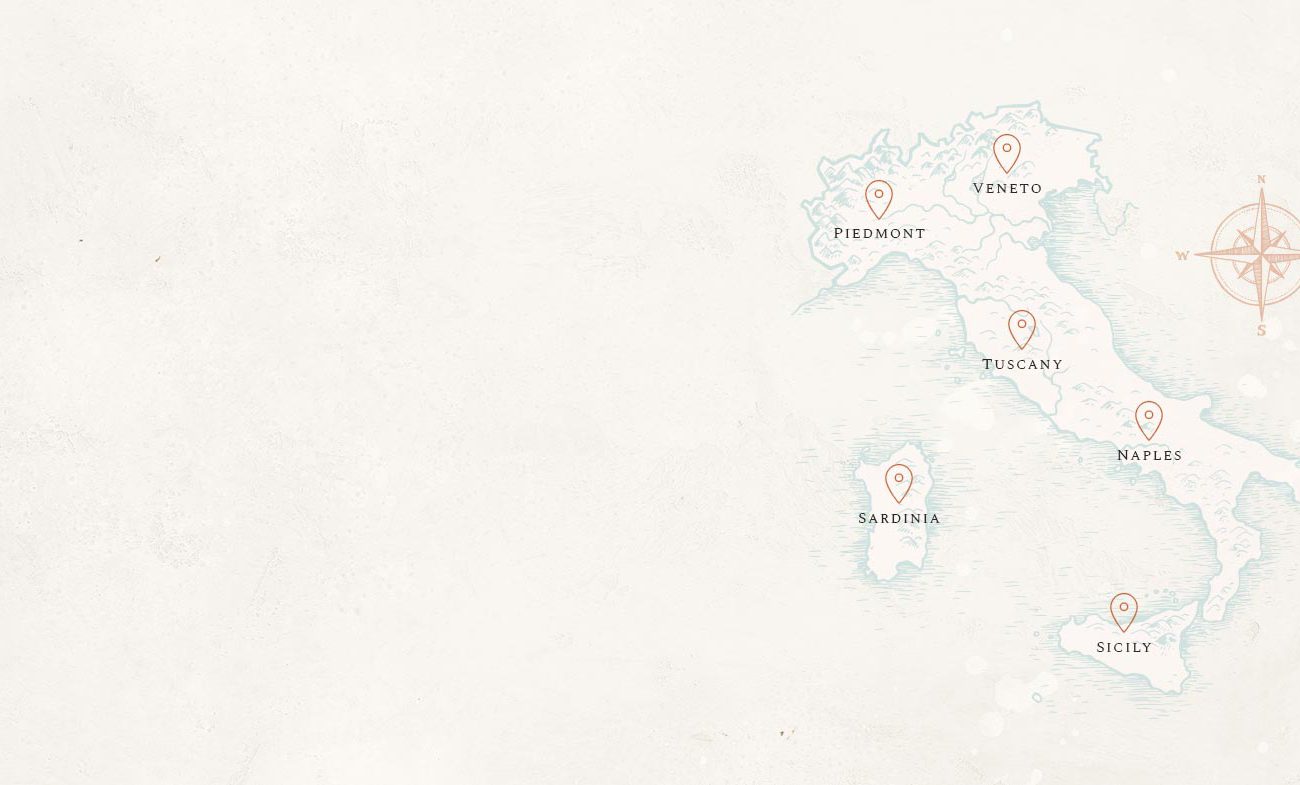 N
VENETO
PIEDMONT
W
S
TUSCANY
NAPLES
SARDINIA
SICILY